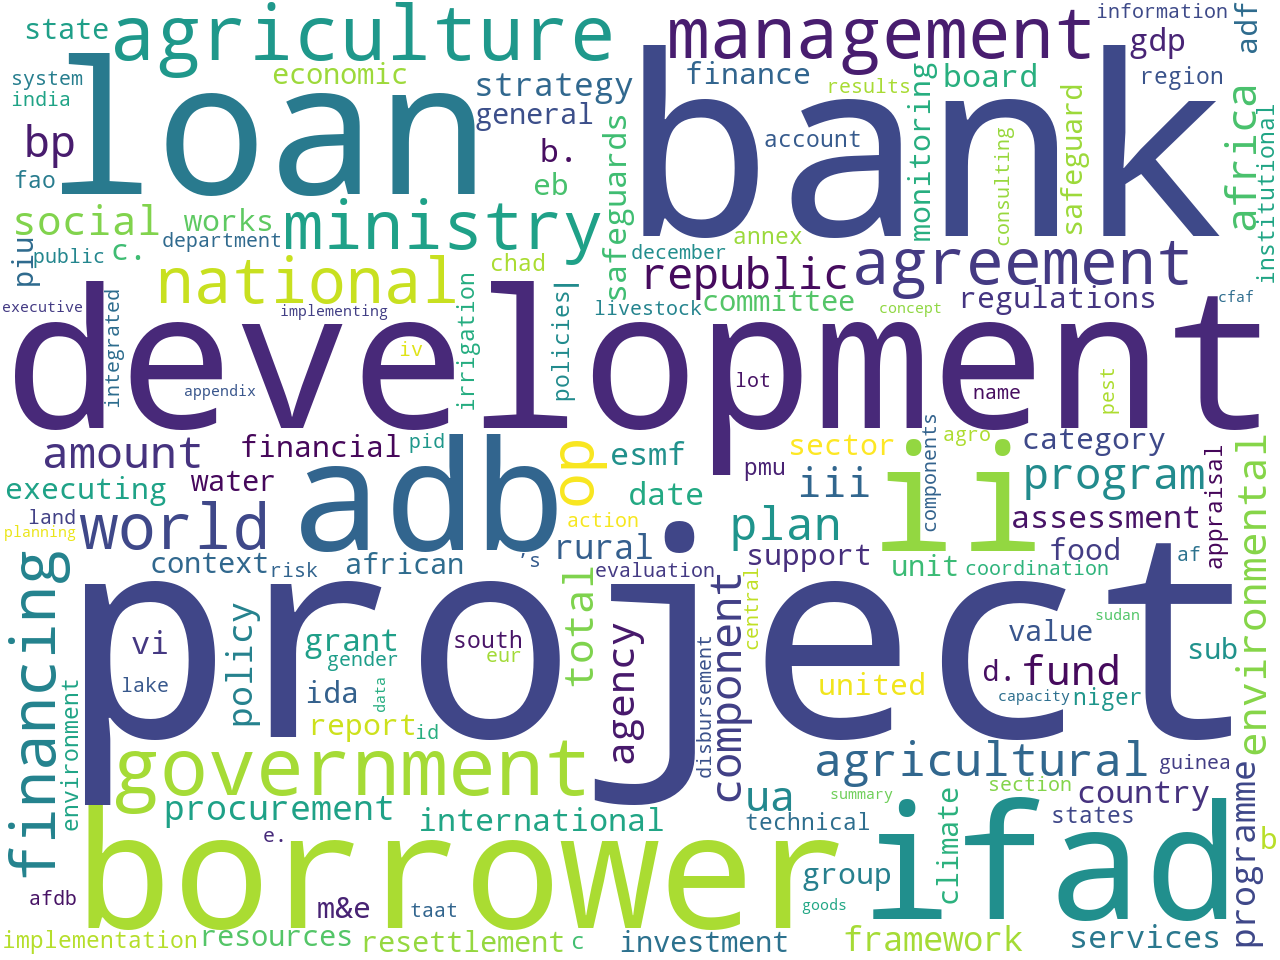 state
agriculture
management
information
gdp
adf
system
india
economic
strategy
general
finance
results
board
region
loan
bank
bp
fao
b.
eb
safeguards
account
monitoring
consulting
safeguard
africa
institutional
social
works
ministry
department
c.
public
piu
december
annex
national
chad
republic
agreement
executive
implementing
integrated
irrigation
policies
livestock
committee
concept
regulations
cfaf
development
iv
appendix
lot
name
pest
amount
financial
pid
adb
op
esmf
sector
category
agro
components
water
pmu
iii
ii
program
appraisal
environmental
executing
date
land
planning
world
action
plan
assessment
context
risk
african
's
rural
evaluation
support
unit
coordination
food
af
financing
project
policy
vi
lake
grant
gender
ida
data
report
id
south
eur
total
agency
component
disbursement
central
united
value
d.
fund
capacity
sudan
niger
sub
environment
government
agricultural
guinea
procurement
international
ua
summary
section
country
technical
states
programme
b
borrower
ifad
e.
climate
afdb
m&e
taat
group
goods
implementation
resources
resettlement
c
investment
framework
services